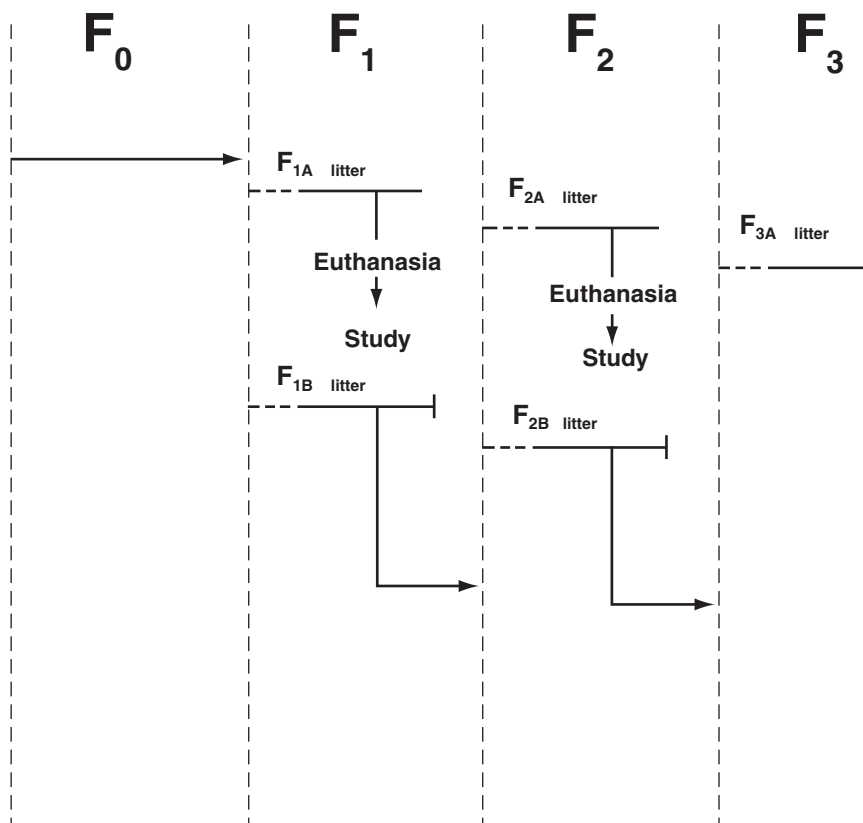 F0 F1 F2 F3
F1A litter
Euthanasia
Study
F1B litter
F2A litter
Euthanasia
Study
F2B litter
F3A litter